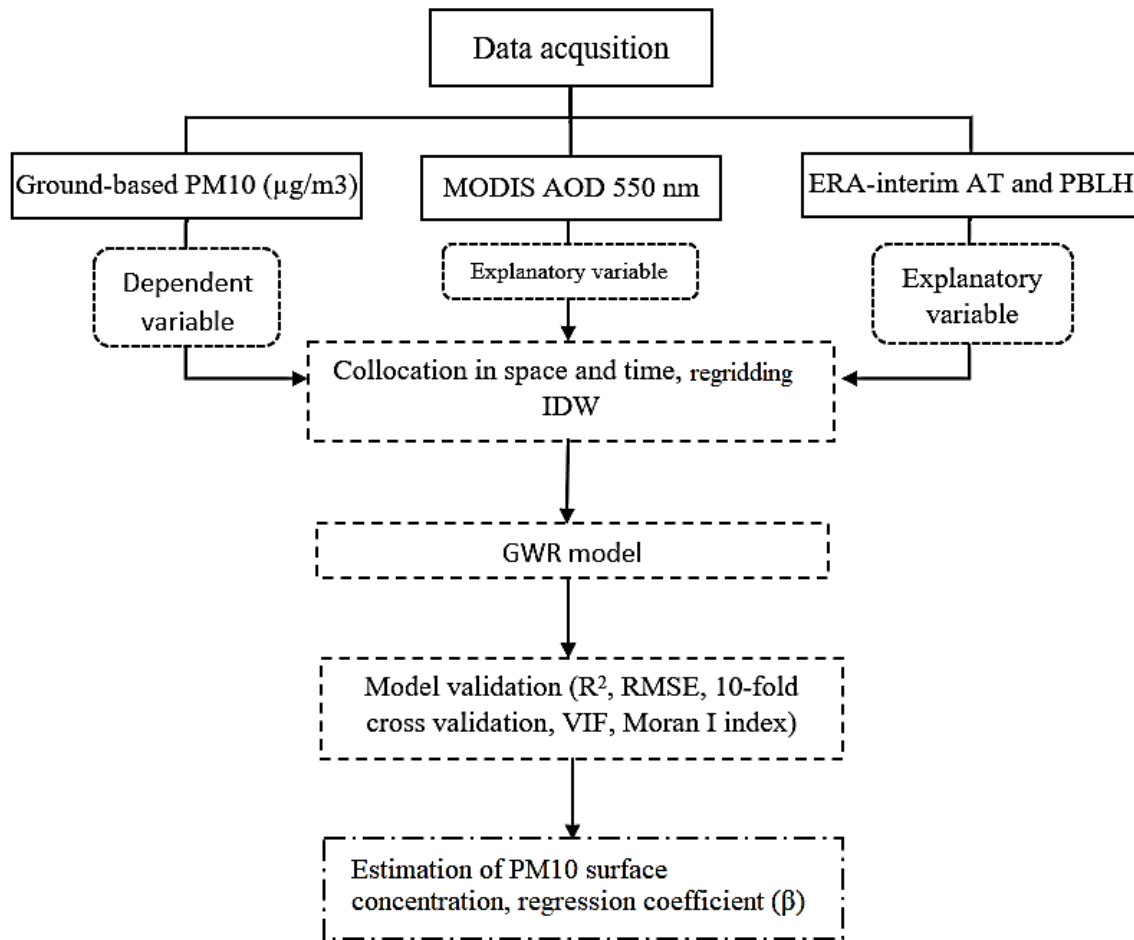 Data acqusition
Ground-based PM10 (µg/m3)
MODIS AOD 550 nm
ERA-interim AT and PBLH
Dependent
variable
Explanatory variable
Explanatory
variable
Collocation in space and time, regridding
IDW
GWR model
Model validation (R², RMSE, 10-fold
cross validation, VIF, Moran I index)
Estimation of PM10 surface
concentration, regression coefficient (β)